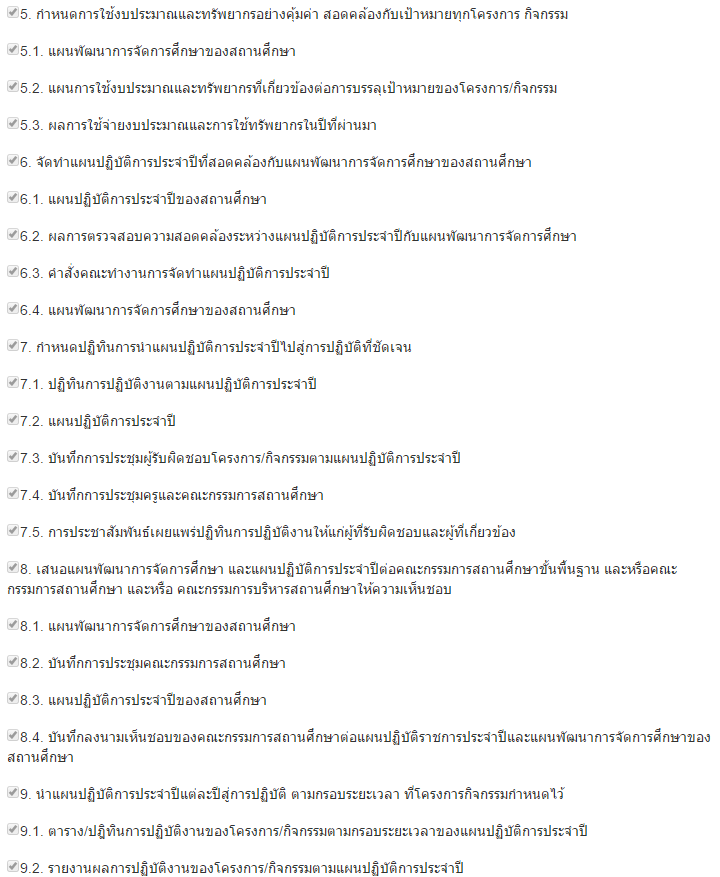 5. กำหนดการใช้งบประมาณและทรัพยากรอย่างคุ้มค่า สอดคล้องกับเป้าหมายทุกโครงการ กิจกรรม
5.1. แผนพัฒนาการจัดการศึกษาของสถานศึกษา
5.2. แผนการใช้งบประมาณและทรัพยากรที่เกี่ยวข้องต่อการบรรลุเป้าหมายของโครงการ/กิจกรรม
5.3. ผลการใช้จ่ายงบประมาณและการใช้ทรัพยากรในปีที่ผ่านมา
6. จัดทำแผนปฏิบัติการประจำปีที่สอดคล้องกับแผนพัฒนาการจัดการศึกษาของสถานศึกษา
6.1. แผนปฏิบัติการประจำปีของสถานศึกษา
6.2. ผลการตรวจสอบความสอดคล้องระหว่างแผนปฏิบัติการประจำปีกับแผนพัฒนาการจัดการศึกษา
6.3. คำสั่งคณะทำงานการจัดทำแผนปฏิบัติการประจำปี
6.4. แผนพัฒนาการจัดการศึกษาของสถานศึกษา
7. กำหนดปฏิทินการนำแผนปฏิบัติการประจำปีไปสู่การปฏิบัติที่ชัดเจน
7.1. ปฏิทินการปฏิบัติงานตามแผนปฏิบัติการประจำปี
7.2. แผนปฏิบัติการประจำปี
7.3. บันทึกการประชุมผู้รับผิดชอบโครงการ/กิจกรรมตามแผนปฏิบัติการประจำปี
7.4. บันทึกการประชุมครูและคณะกรรมการสถานศึกษา
7.5. การประชาสัมพันธ์เผยแพร่ปฏิทินการปฏิบัติงานให้แก่ผู้ที่รับผิดชอบและผู้ที่เกี่ยวข้อง
8. เสนอแผนพัฒนาการจัดการศึกษา และแผนปฏิบัติการประจำปีต่อคณะกรรมการสถานศึกษาขั้นพื้นฐาน และหรือคณะ
กรรมการสถานศึกษา และหรือ คณะกรรมการบริหารสถานศึกษาให้ความเห็นชอบ
8.1. แผนพัฒนาการจัดการศึกษาของสถานศึกษา
8.2. บันทึกการประชุมคณะกรรมการสถานศึกษา
8.3. แผนปฏิบัติการประจำปีของสถานศึกษา
8.4. บันทึกลงนามเห็นชอบของคณะกรรมการสถานศึกษาต่อแผนปฏิบัติราชการประจำปีและแผนพัฒนาการจัดการศึกษาของ
สถานศึกษา
9. นำแผนปฏิบัติการประจำปีแต่ละปีสู่การปฏิบัติ ตามกรอบระยะเวลา ที่โครงการกิจกรรมกำหนดไว้
9.1. ตาราง/ปฎิทินการปฏิบัติงานของโครงการ/กิจกรรมตามกรอบระยะเวลาของแผนปฏิบัติการประจำปี
9.2. รายงานผลการปฏิบัติงานของโครงการ/กิจกรรมตามแผนปฏิบัติการประจำปี